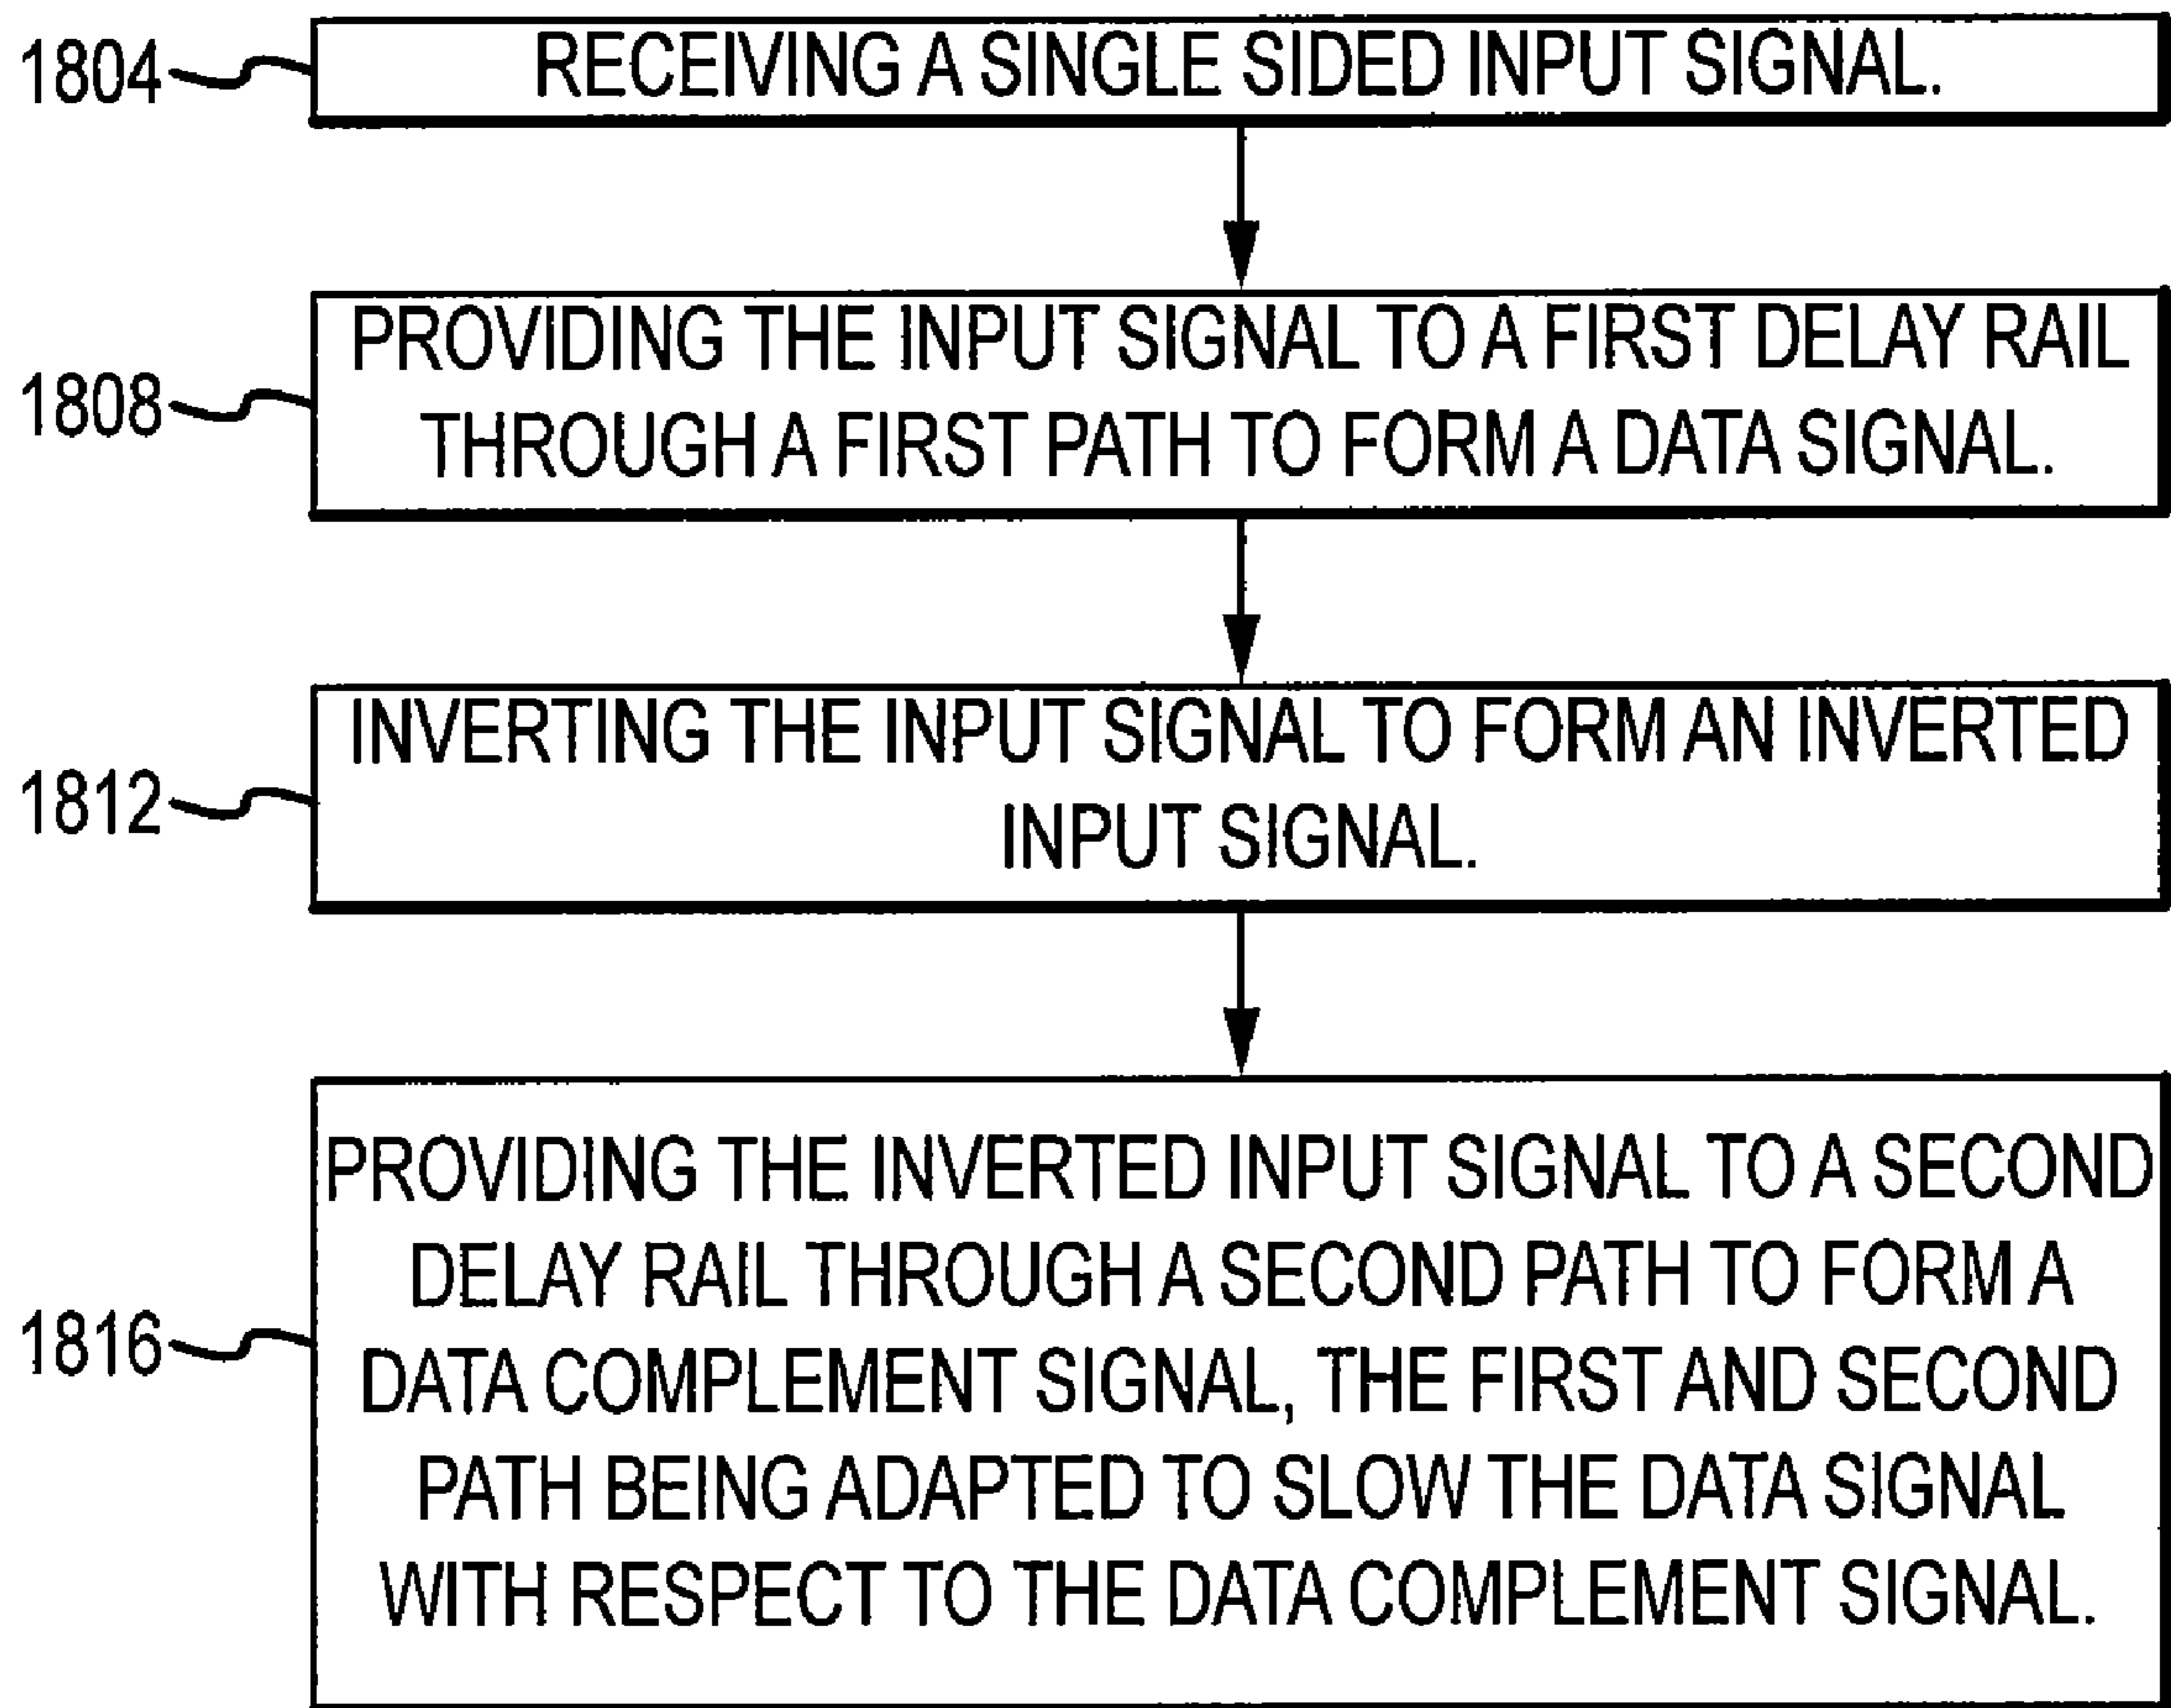 1804
RECEIVING A SINGLE SIDED INPUT SIGNAL.
1808
PROVIDING THE INPUT SIGNAL TO A FIRST DELAY RAIL
THROUGH A FIRST PATH TO FORM A DATA SIGNAL.
1812
INVERTING THE INPUT SIGNAL TO FORM AN INVERTED
INPUT SIGNAL.
1816
PROVIDING THE INVERTED INPUT SIGNAL TO A SECOND
DELAY RAIL THROUGH A SECOND PATH TO FORM A
DATA COMPLEMENT SIGNAL, THE FIRST AND SECOND
PATH BEING ADAPTED TO SLOW THE DATA SIGNAL
WITH RESPECT TO THE DATA COMPLEMENT SIGNAL.